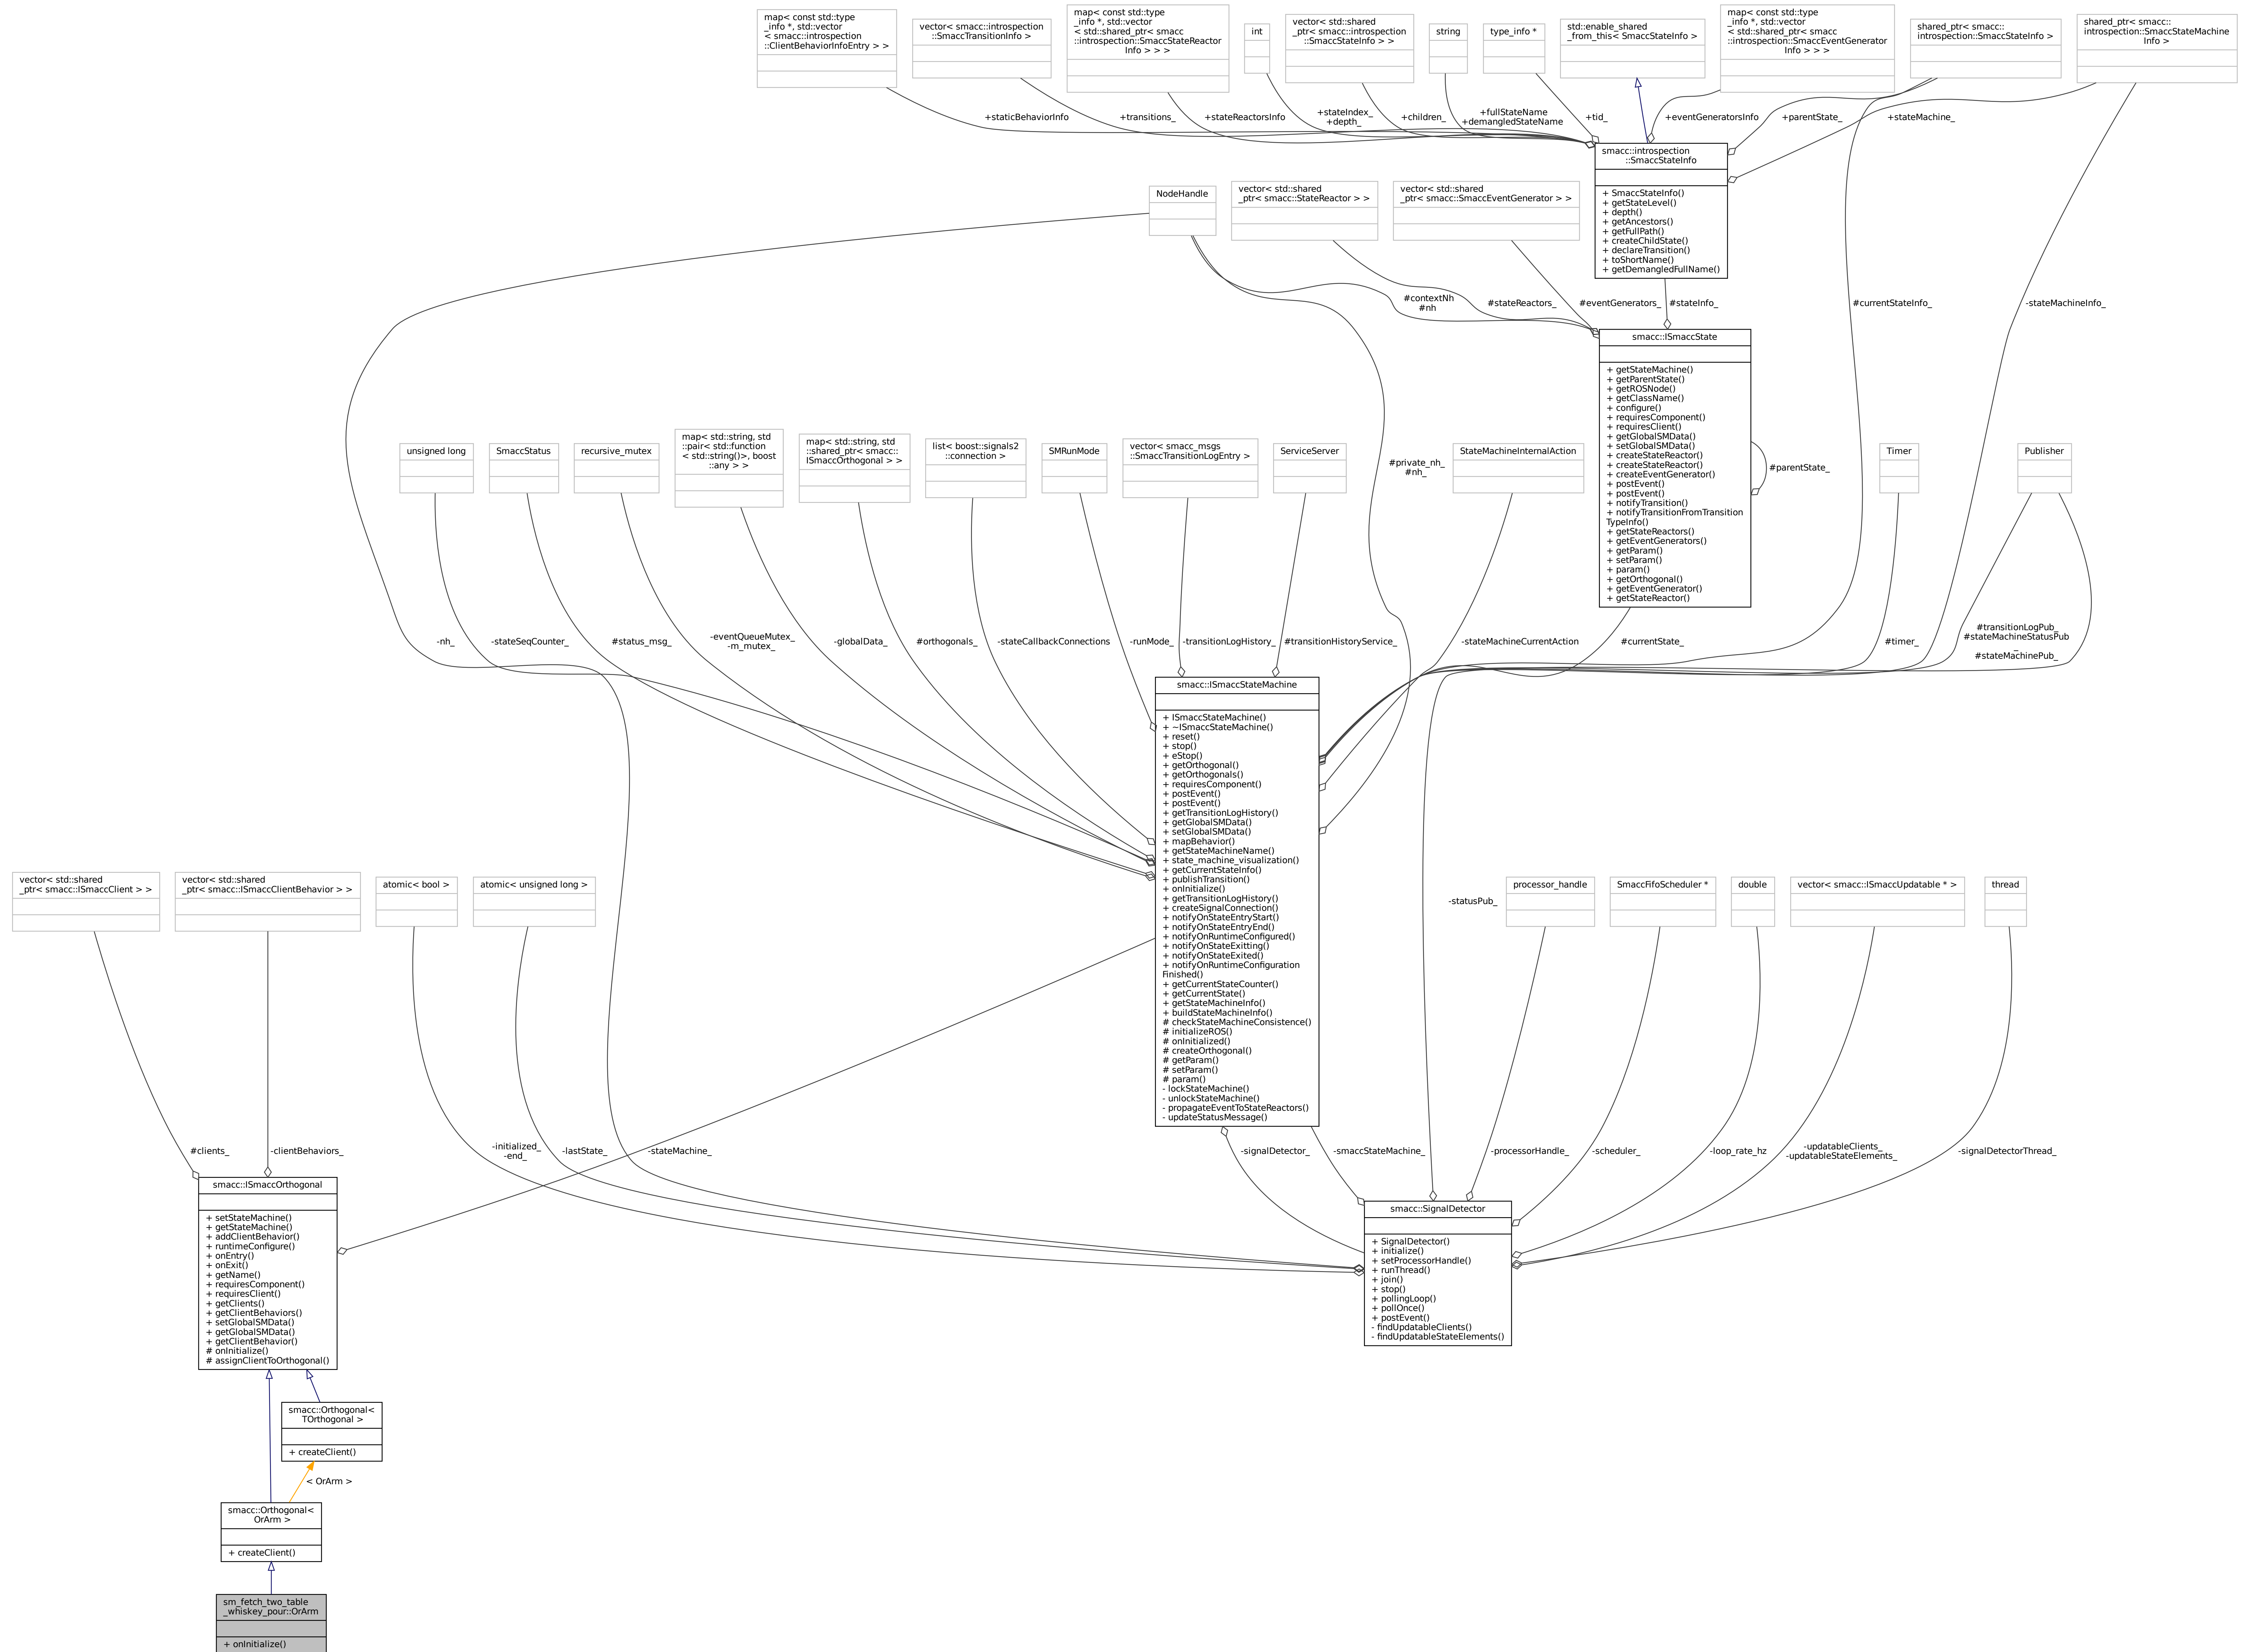 map< const std::type
_info *, std::vector
< smacc::introspection
::ClientBehaviorInfoEntry > >
vector< smacc::introspection
::SmaccTransitionInfo >
map< const std::type
_info *, std::vector
< std::shared_ptr< smacc
::introspection::SmaccStateReactor
Info > > >
int
vector< std::shared
_ptr< smacc::introspection
::SmaccStateInfo > >
string
type_info *
std::enable_shared
_from_this< SmaccStateInfo >
map< const std::type
_info *, std::vector
< std::shared_ptr< smacc
::introspection::SmaccEventGenerator
Info > > >
shared_ptr< smacc::
introspection::SmaccStateInfo >
shared_ptr< smacc::
introspection::SmaccStateMachine
Info >
+staticBehaviorInfo
+transitions_
+stateReactorsInfo
+stateIndex_
+depth_
+children_
+fullStateName
+demangledStateName
+tid_
+eventGeneratorsInfo
+parentState_
+stateMachine_
smacc::introspection
::SmaccStateInfo
+ SmaccStateInfo()
+ getStateLevel()
+ depth()
+ getAncestors()
+ getFullPath()
+ createChildState()
+ declareTransition()
+ toShortName()
+ getDemangledFullName()
NodeHandle
vector< std::shared
_ptr< smacc::StateReactor > >
vector< std::shared
_ptr< smacc::SmaccEventGenerator > >
#contextNh
#nh
#stateReactors_
#eventGenerators_
#stateInfo_
#currentStateInfo_
-stateMachineInfo_
smacc::ISmaccState
+ getStateMachine()
+ getParentState()
+ getROSNode()
+ getClassName()
+ configure()
+ requiresComponent()
+ requiresClient()
+ getGlobalSMData()
+ setGlobalSMData()
+ createStateReactor()
+ createStateReactor()
+ createEventGenerator()
+ postEvent()
+ postEvent()
+ notifyTransition()
+ notifyTransitionFromTransition
TypeInfo()
+ getStateReactors()
+ getEventGenerators()
+ getParam()
+ setParam()
+ param()
+ getOrthogonal()
+ getEventGenerator()
+ getStateReactor()
#parentState_
unsigned long
SmaccStatus
recursive_mutex
map< std::string, std
::pair< std::function
< std::string()>, boost
::any > >
map< std::string, std
::shared_ptr< smacc::
ISmaccOrthogonal > >
list< boost::signals2
::connection >
SMRunMode
vector< smacc_msgs
::SmaccTransitionLogEntry >
ServiceServer
#private_nh_
#nh_
StateMachineInternalAction
Timer
Publisher
-nh_
-stateSeqCounter_
#status_msg_
-eventQueueMutex_
-m_mutex_
-globalData_
#orthogonals_
-stateCallbackConnections
-runMode_
-transitionLogHistory_
#transitionHistoryService_
-stateMachineCurrentAction
#currentState_
#timer_
#transitionLogPub_
#stateMachineStatusPub
_
#stateMachinePub_
smacc::ISmaccStateMachine
+ ISmaccStateMachine()
+ ~ISmaccStateMachine()
+ reset()
+ stop()
+ eStop()
+ getOrthogonal()
+ getOrthogonals()
+ requiresComponent()
+ postEvent()
+ postEvent()
+ getTransitionLogHistory()
+ getGlobalSMData()
+ setGlobalSMData()
+ mapBehavior()
+ getStateMachineName()
+ state_machine_visualization()
+ getCurrentStateInfo()
+ publishTransition()
+ onInitialize()
+ getTransitionLogHistory()
+ createSignalConnection()
+ notifyOnStateEntryStart()
+ notifyOnStateEntryEnd()
+ notifyOnRuntimeConfigured()
+ notifyOnStateExitting()
+ notifyOnStateExited()
+ notifyOnRuntimeConfiguration
Finished()
+ getCurrentStateCounter()
+ getCurrentState()
+ getStateMachineInfo()
+ buildStateMachineInfo()
# checkStateMachineConsistence()
# initializeROS()
# onInitialized()
# createOrthogonal()
# getParam()
# setParam()
# param()
- lockStateMachine()
- unlockStateMachine()
- propagateEventToStateReactors()
- updateStatusMessage()
vector< std::shared
_ptr< smacc::ISmaccClient > >
vector< std::shared
_ptr< smacc::ISmaccClientBehavior > >
atomic< bool >
atomic< unsigned long >
-statusPub_
processor_handle
SmaccFifoScheduler *
double
vector< smacc::ISmaccUpdatable * >
thread
#clients_
-clientBehaviors_
-initialized_
-end_
-lastState_
-stateMachine_
-signalDetector_
-smaccStateMachine_
-processorHandle_
-scheduler_
-loop_rate_hz
-updatableClients_
-updatableStateElements_
-signalDetectorThread_
smacc::ISmaccOrthogonal
+ setStateMachine()
+ getStateMachine()
+ addClientBehavior()
+ runtimeConfigure()
+ onEntry()
+ onExit()
+ getName()
+ requiresComponent()
+ requiresClient()
+ getClients()
+ getClientBehaviors()
+ setGlobalSMData()
+ getGlobalSMData()
+ getClientBehavior()
# onInitialize()
# assignClientToOrthogonal()
smacc::SignalDetector
+ SignalDetector()
+ initialize()
+ setProcessorHandle()
+ runThread()
+ join()
+ stop()
+ pollingLoop()
+ pollOnce()
+ postEvent()
- findUpdatableClients()
- findUpdatableStateElements()
smacc::Orthogonal<
TOrthogonal >
+ createClient()
< OrArm >
smacc::Orthogonal<
OrArm >
+ createClient()
sm_fetch_two_table
_whiskey_pour::OrArm
+ onInitialize()